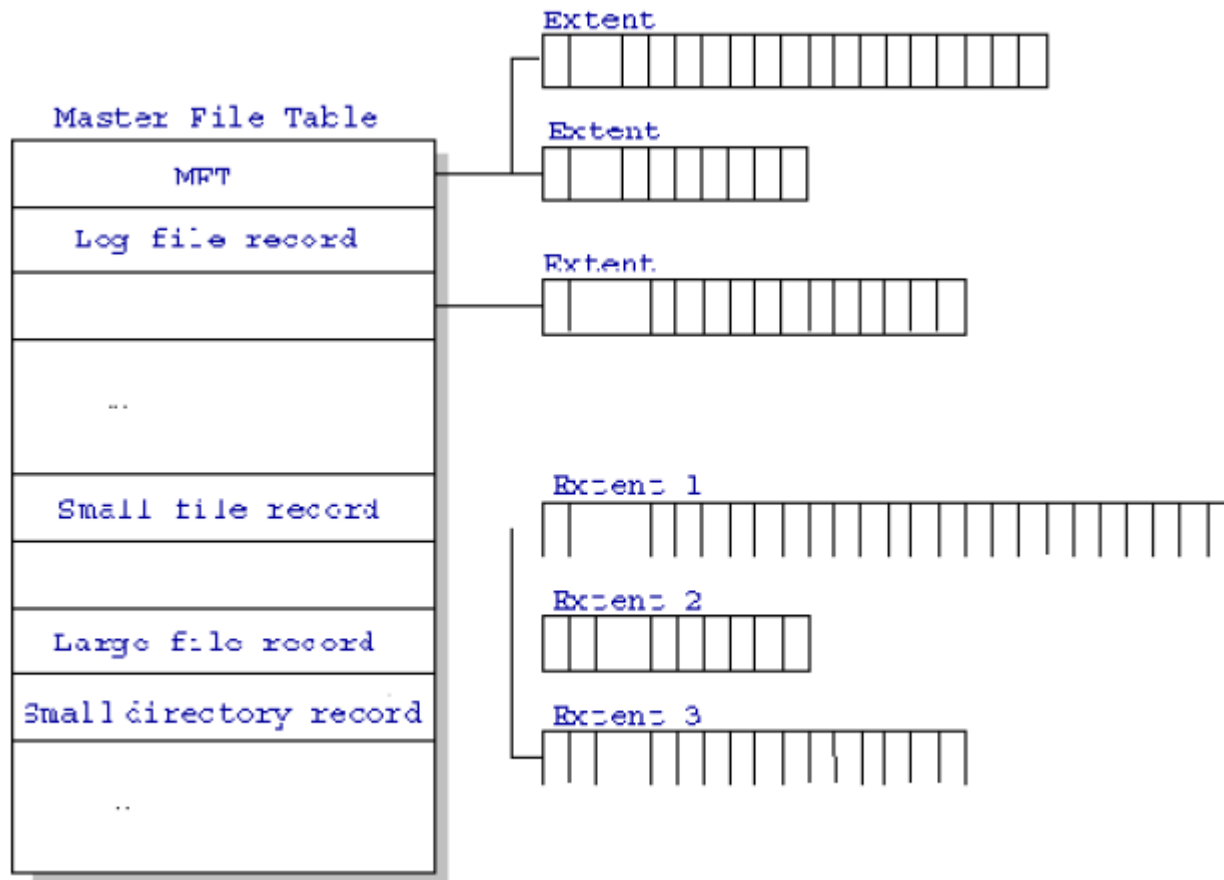 Extent
Master File Table
Extent
MFT
Log file record
Extent
...
Extent 1
Small file record
Extent 2
Large file record
Small directory record
Extent 3
..